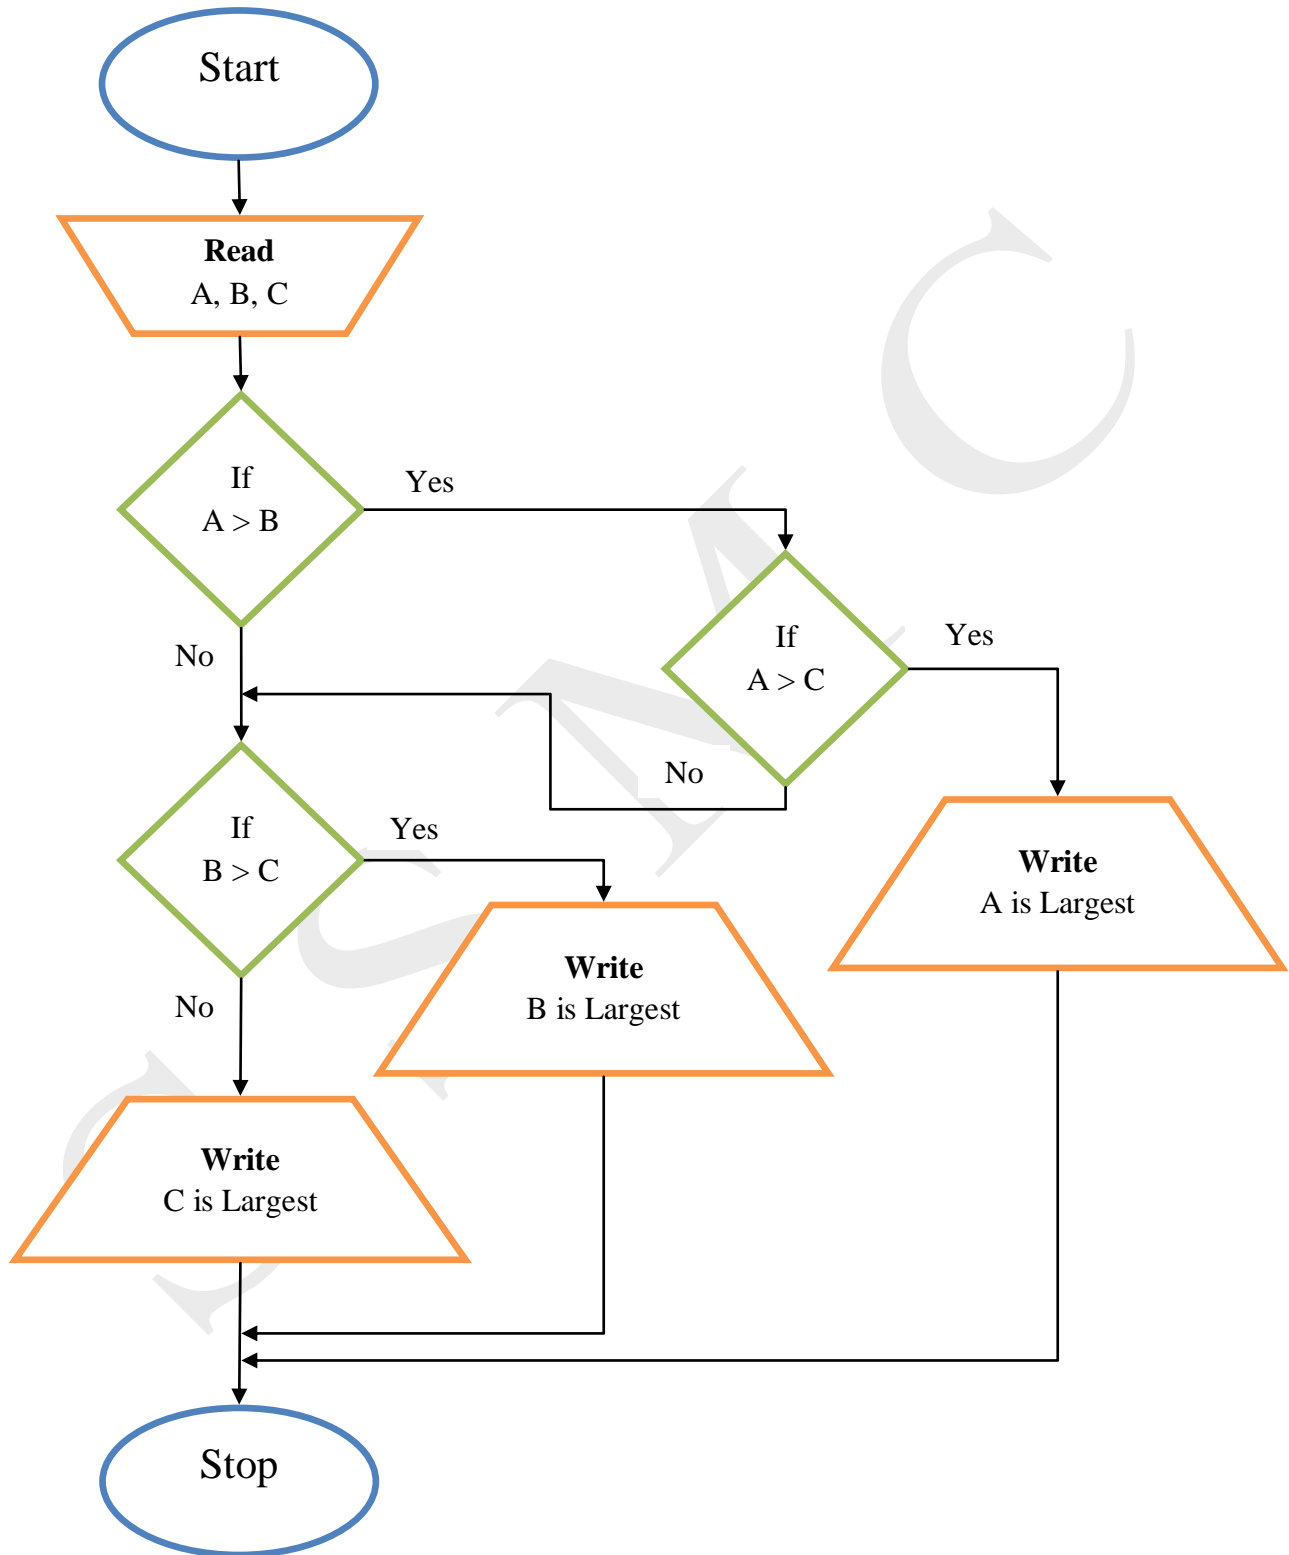 Start
Read
A, B, C
If
A > B
Yes
No
If
A > C
Yes
No
If
B > C
Yes
No
Write
A is Largest
Write
B is Largest
Write
C is Largest
Stop